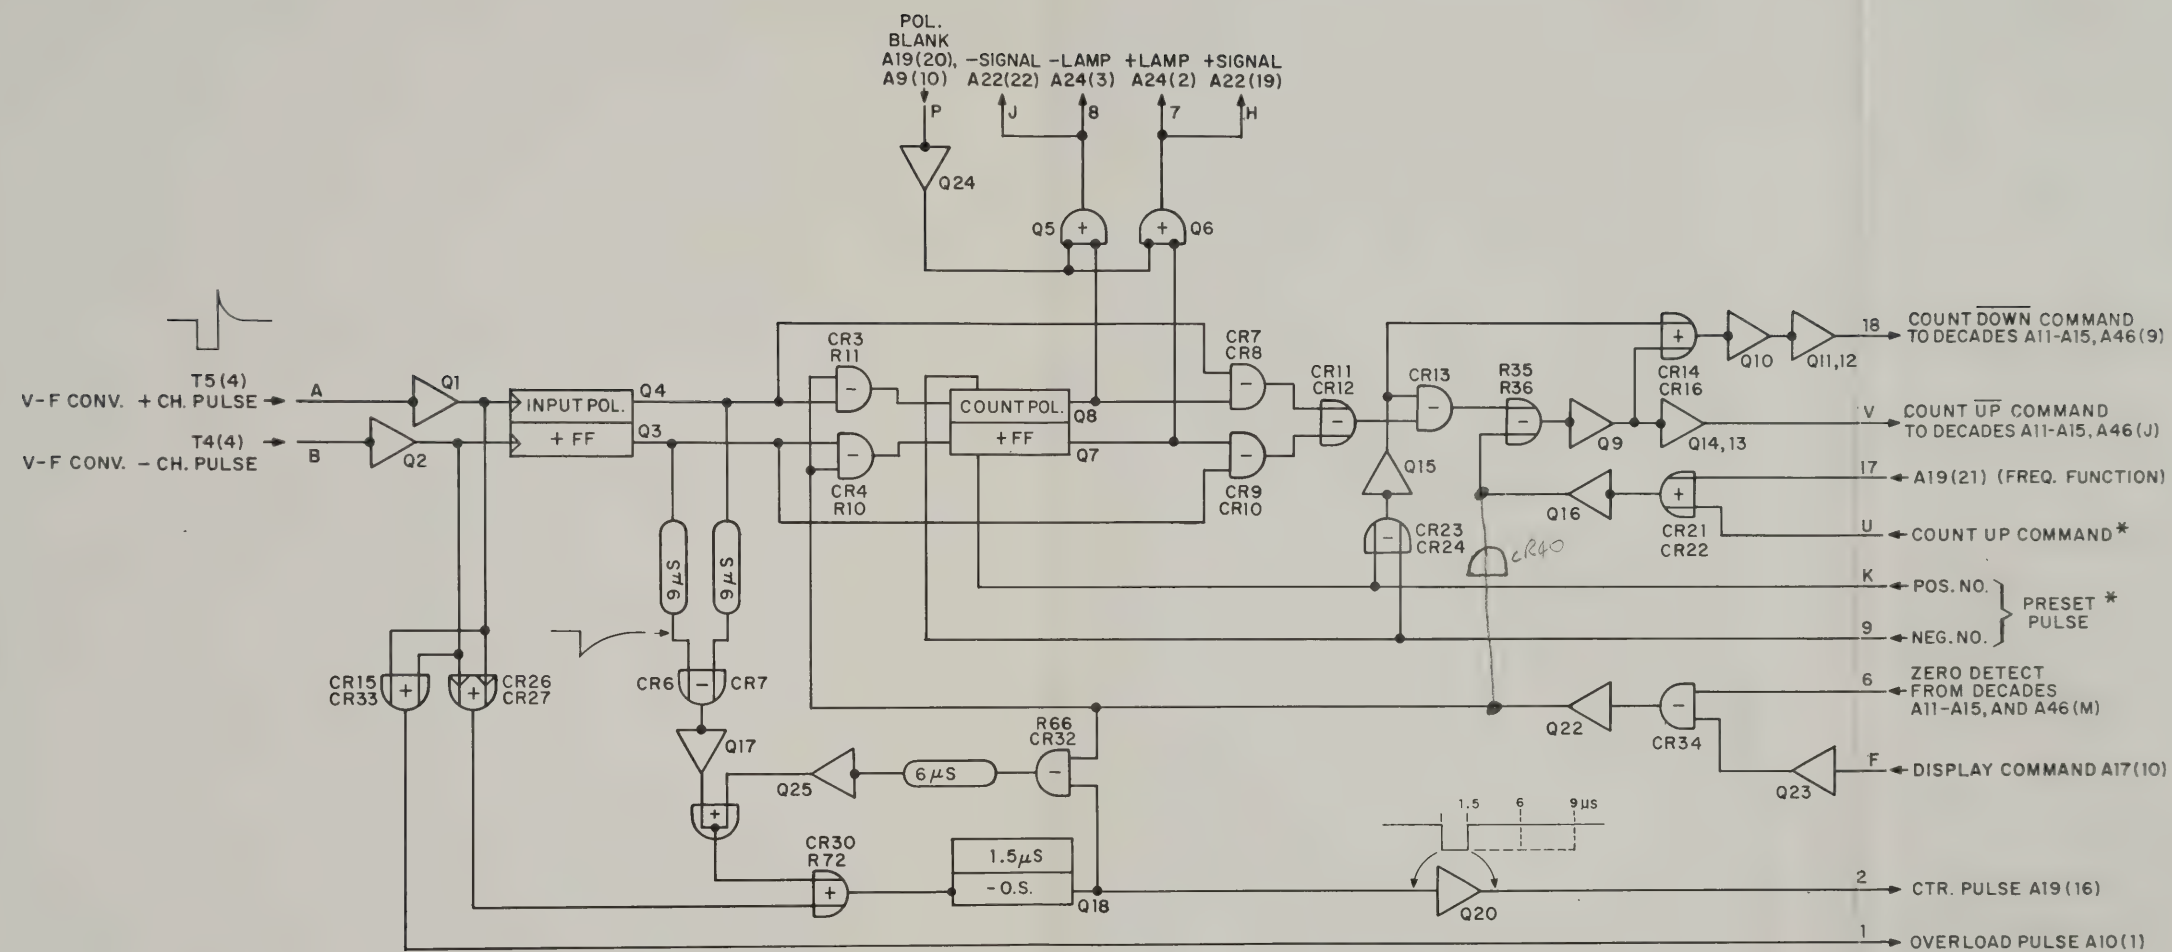 POL.
BLANK
A19(20), -SIGNAL -LAMP +LAMP +SIGNAL
A9(10) A22(22) A24(3) A24(2) A22(19)
P
J
8
7
H
Q24
Q5
+
+
Q6
T5(4)
V-F CONV. + CH. PULSE
A
Q1
T4(4)
V-F CONV. - CH. PULSE
B
Q2
INPUT POL.
+ FF
Q4
Q3
CR3
R11
-
-
CR4
R10
COUNT POL.
+ FF
Q8
Q7
CR7
CR8
-
-
CR9
CR10
CR11
CR12
-
CR13
-
R35
R36
-
Q9
+
CR14
CR16
Q10
Q11,12
18
COUNT DOWN COMMAND
TO DECADES A11-A15, A46(9)
Q14,13
V
COUNT UP COMMAND
TO DECADES A11-A15, A46(J)
Q15
Q16
+
CR21
CR22
17
A19(21) (FREQ. FUNCTION)
U
COUNT UP COMMAND*
-
CR23
CR24
CR40
K
POS. NO.
9
NEG. NO.
PRESET *
PULSE
9µS
9µS
CR6
-
CR7
CR15
CR33
+
+
CR26
CR27
Q17
Q25
6µS
R66
CR32
-
Q22
-
CR34
6
ZERO DETECT
FROM DECADES
A11-A15, AND A46(M)
Q23
F
DISPLAY COMMAND A17(10)
+
CR30
R72
+
1.5µS
- O.S.
Q18
1.5
6
9µS
Q20
2
CTR. PULSE A19(16)
1
OVERLOAD PULSE A10(1)